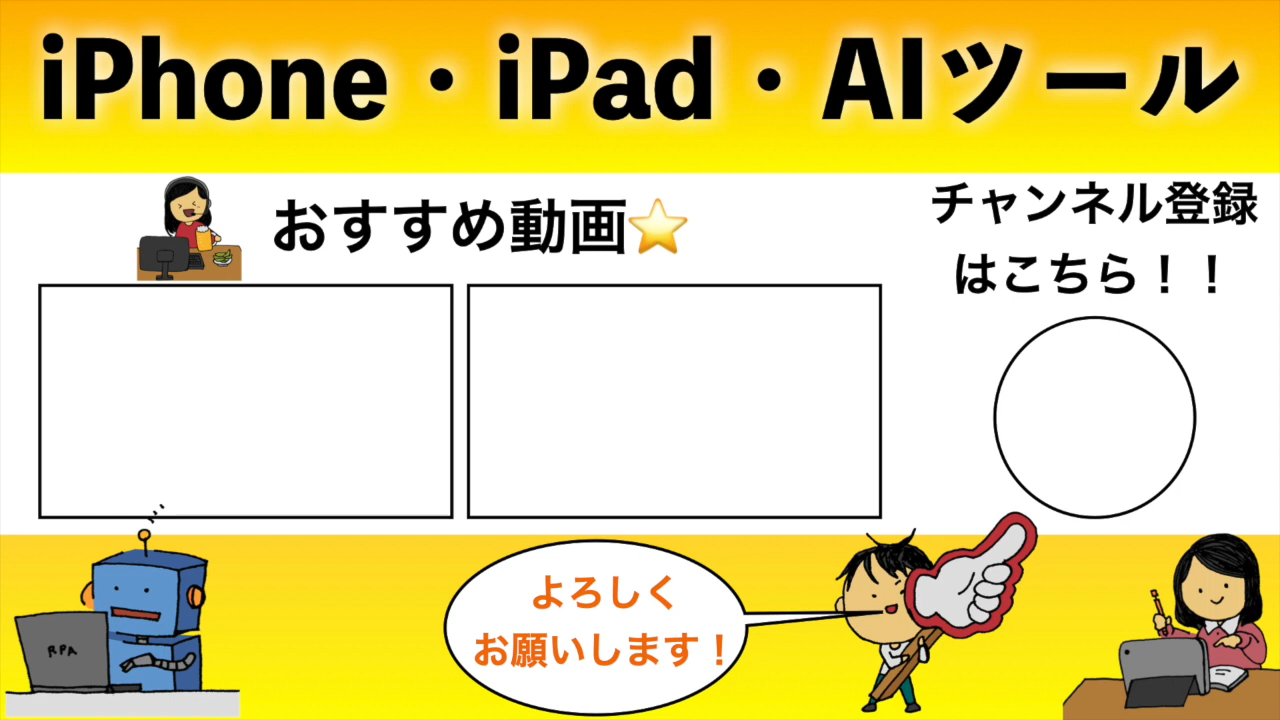 iPhone・iPad・AIツール
おすすめ動画⭐
チャンネル登録
はこちら！！
よろしく
お願いします！
RPA